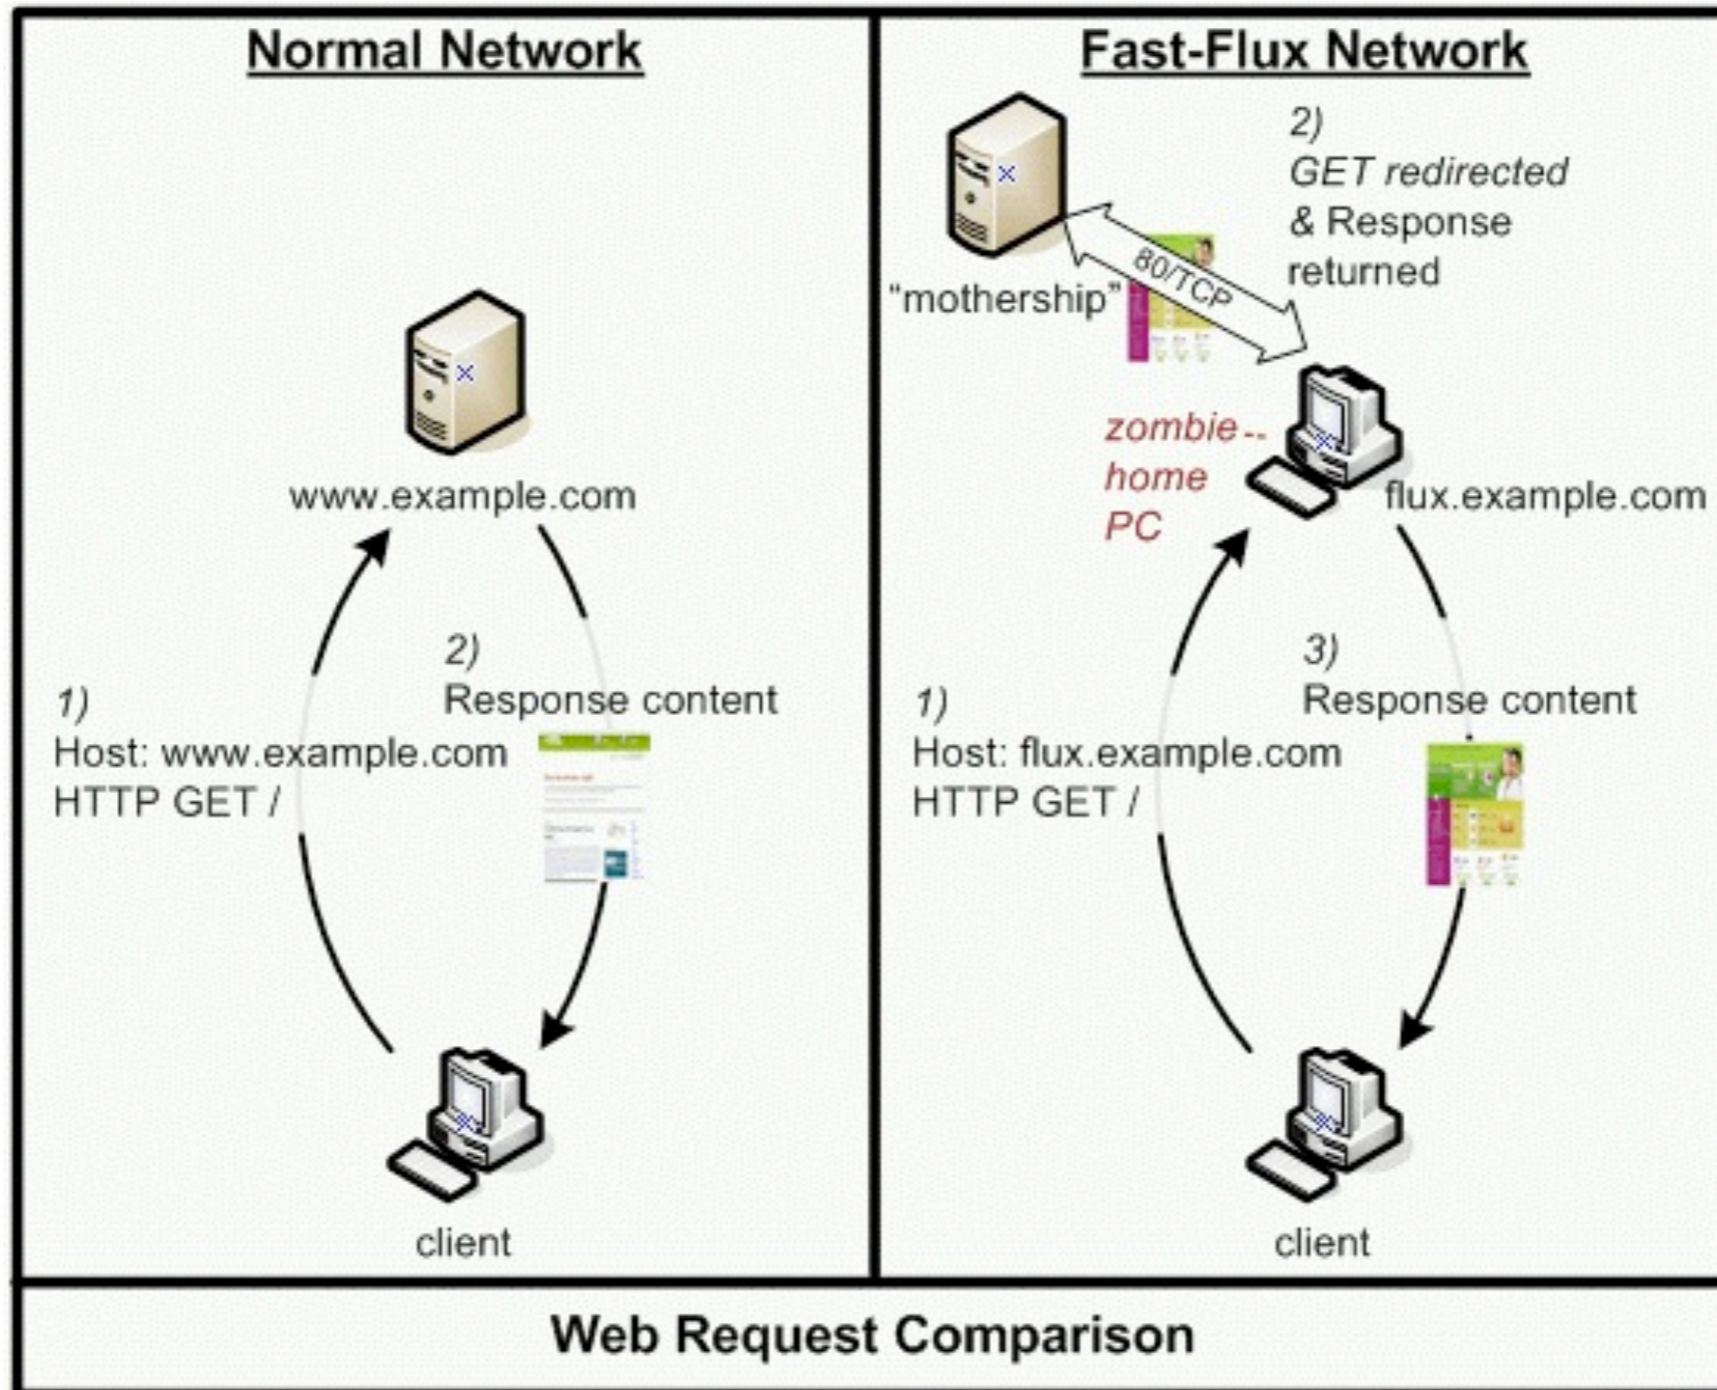 Normal Network
www.example.com
2)
Response content
1)
Host: www.example.com
HTTP GET /
client
Fast-Flux Network
2)
GET redirected
& Response
returned
80/TCP
"mothership"
zombie --
home
PC
flux.example.com
3)
Response content
1)
Host: flux.example.com
HTTP GET /
client
Web Request Comparison